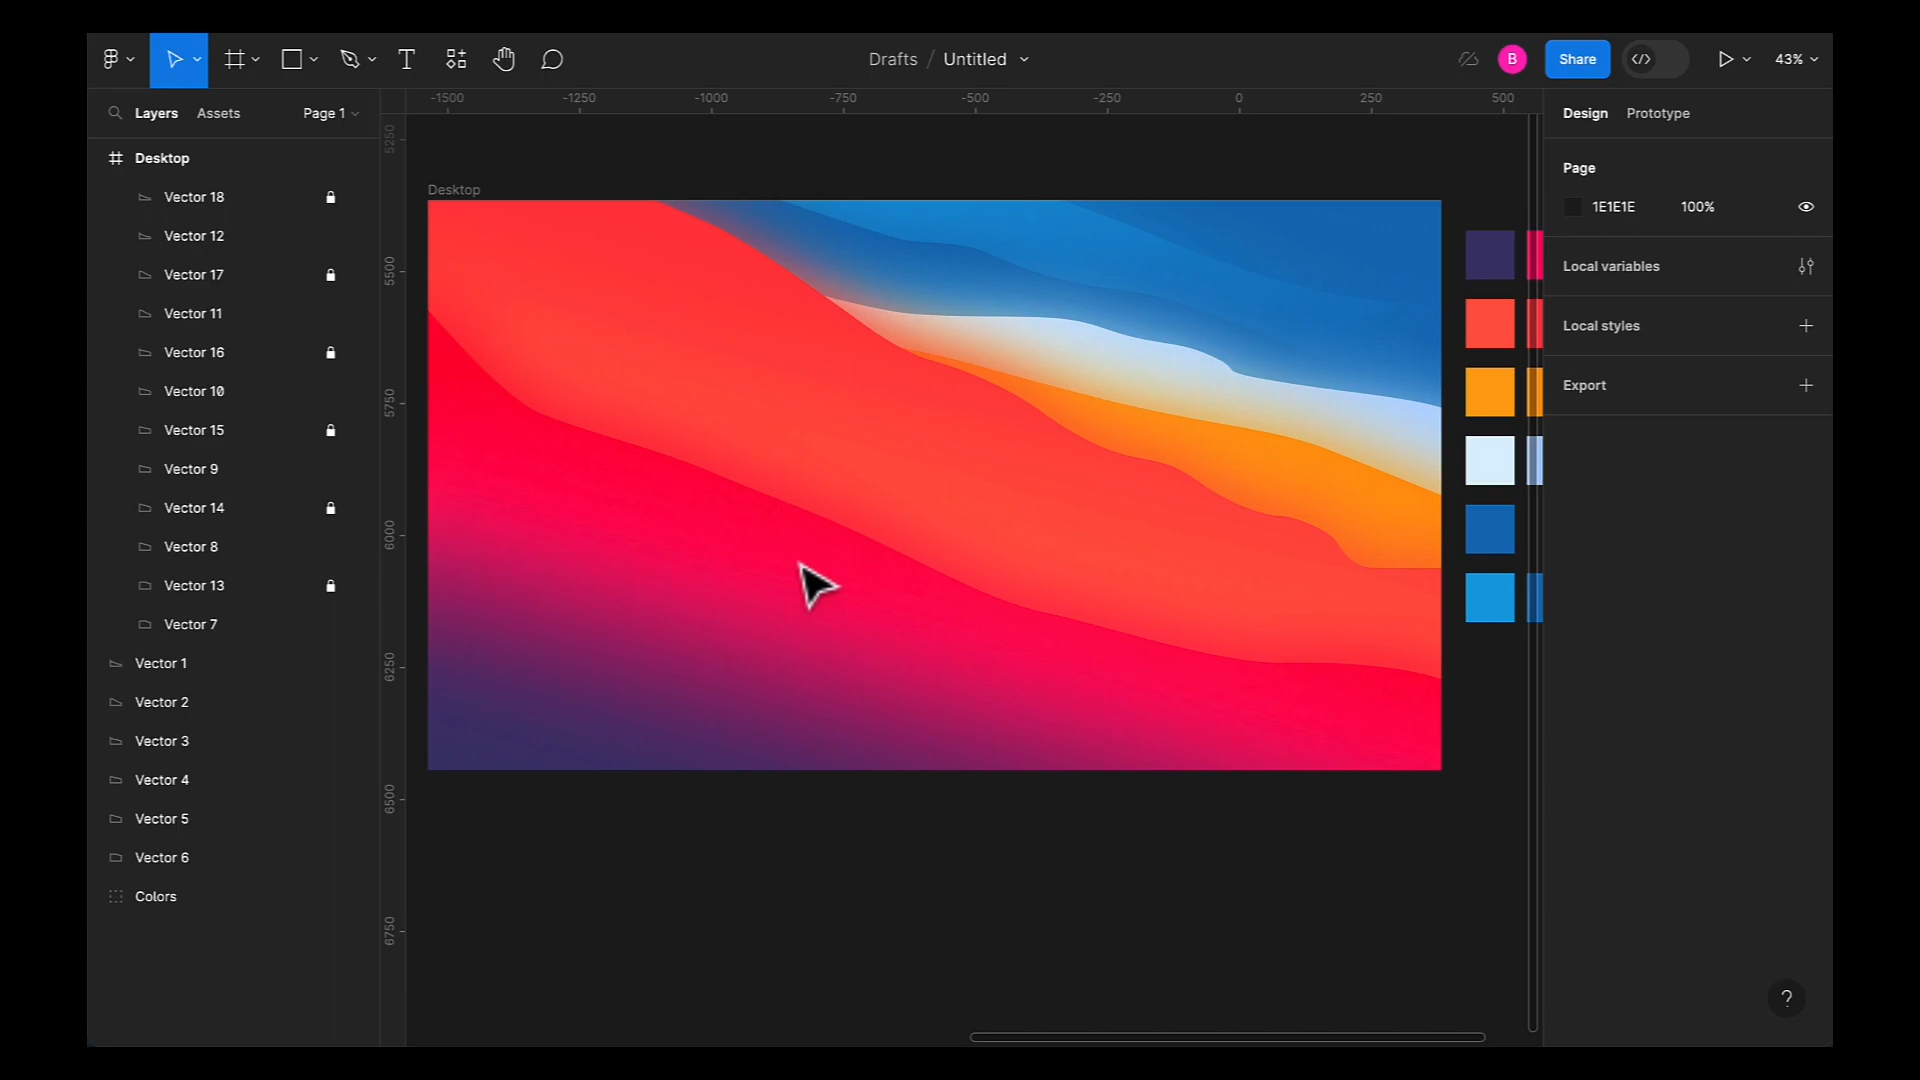 Drafts / Untitled
B
Share
43%
Layers
Assets
Page 1
-1500
-1250
-1000
-750
-500
-250
0
250
500
Design
Prototype
5250
5500
5750
6000
6250
6500
6750
Desktop
Vector 18
Vector 12
Vector 17
Vector 11
Vector 16
Vector 10
Vector 15
Vector 9
Vector 14
Vector 8
Vector 13
Vector 7
Vector 1
Vector 2
Vector 3
Vector 4
Vector 5
Vector 6
Colors
Desktop
Page
1E1E1E
100%
Local variables
Local styles
Export
?